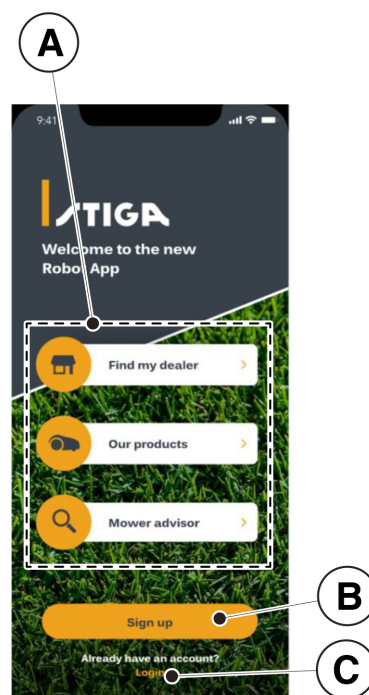 A
9:41
STIGA
Welcome to the new
Robot App
Find my dealer
Our products
Mower advisor
Sign up
B
Already have an account?
Login
C